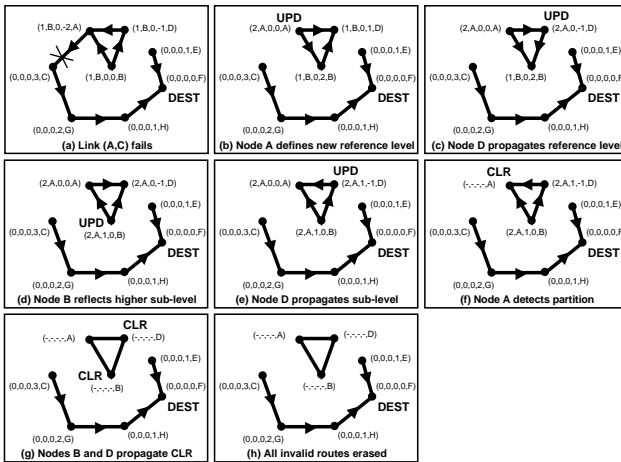 (1,B,0,-2,A)
(1,B,0,-1,D)
(0,0,0,1,E)
(0,0,0,3,C)
(1,B,0,0,B)
(0,0,0,0,F)
DEST
(0,0,0,2,G)
(0,0,0,1,H)
(a) Link (A,C) fails
UPD
(2,A,0,0,A)
(1,B,0,-1,D)
(0,0,0,1,E)
(0,0,0,3,C)
(1,B,0,2,B)
(0,0,0,0,F)
DEST
(0,0,0,2,G)
(0,0,0,1,H)
(b) Node A defines new reference level
UPD
(2,A,0,0,A)
(2,A,0,-1,D)
(0,0,0,1,E)
(0,0,0,3,C)
(1,B,0,2,B)
(0,0,0,0,F)
DEST
(0,0,0,2,G)
(0,0,0,1,H)
(c) Node D propagates reference level
(2,A,0,0,A)
(2,A,0,-1,D)
(0,0,0,1,E)
UPD
(0,0,0,3,C)
(2,A,1,0,B)
(0,0,0,0,F)
DEST
(0,0,0,2,G)
(0,0,0,1,H)
(d) Node B reflects higher sub-level
UPD
(2,A,0,0,A)
(2,A,1,-1,D)
(0,0,0,1,E)
(0,0,0,3,C)
(2,A,1,0,B)
(0,0,0,0,F)
DEST
(0,0,0,2,G)
(0,0,0,1,H)
(e) Node D propagates sub-level
CLR
(-,-,-,-,A)
(2,A,1,-1,D)
(0,0,0,1,E)
(0,0,0,3,C)
(2,A,1,0,B)
(0,0,0,0,F)
DEST
(0,0,0,2,G)
(0,0,0,1,H)
(f) Node A detects partition
CLR
(-,-,-,-,A)
(-,-,-,-,D)
(0,0,0,1,E)
CLR
(0,0,0,3,C)
(-,-,-,-,B)
(0,0,0,0,F)
DEST
(0,0,0,2,G)
(0,0,0,1,H)
(g) Nodes B and D propagate CLR
(-,-,-,-,A)
(-,-,-,-,D)
(0,0,0,1,E)
(0,0,0,3,C)
(-,-,-,-,B)
(0,0,0,0,F)
DEST
(0,0,0,2,G)
(0,0,0,1,H)
(h) All invalid routes erased